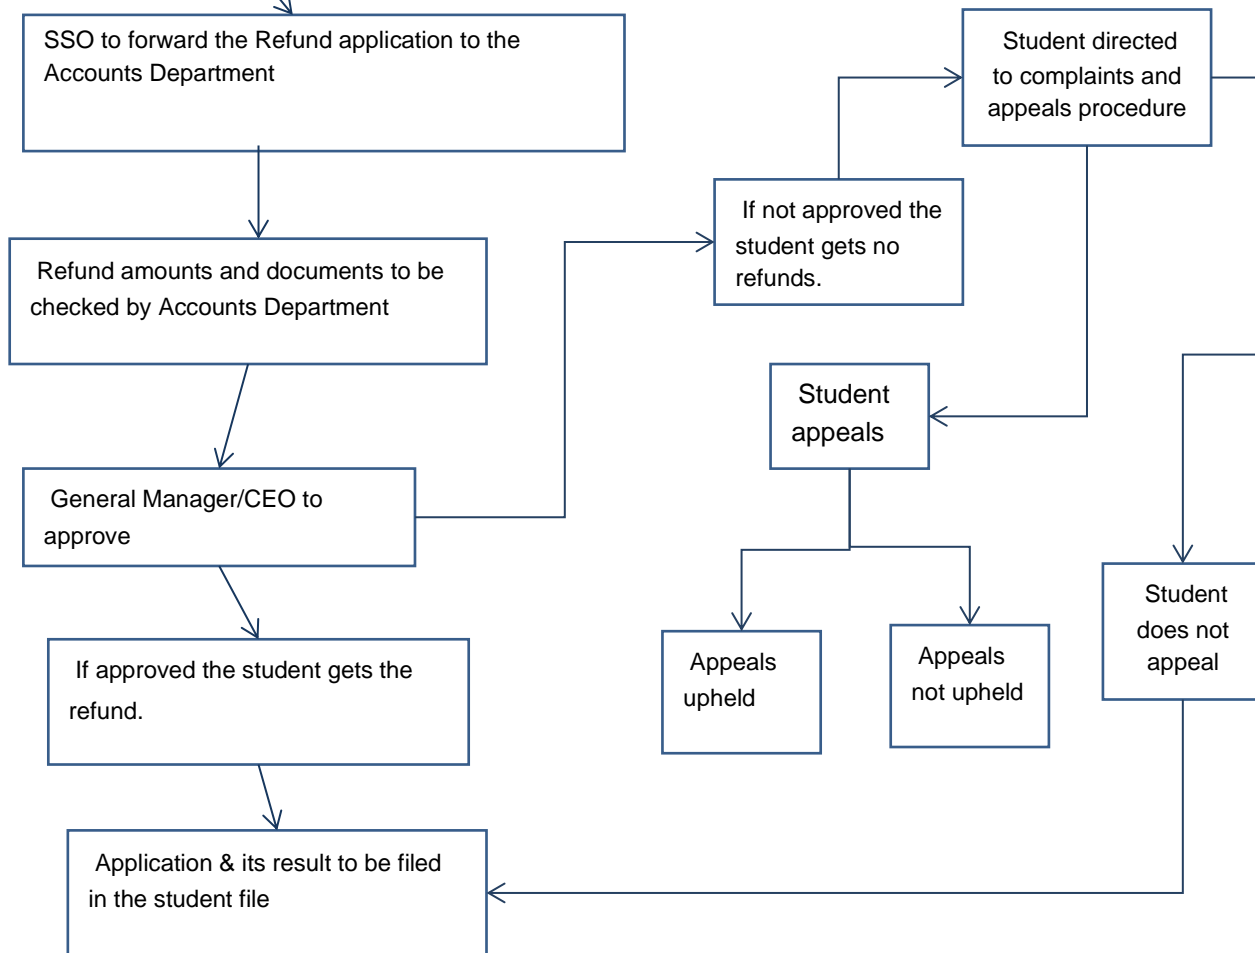 SSO to forward the Refund application to the
Accounts Department
Student directed
to complaints and
appeals procedure
If not approved the
student gets no
refunds.
Refund amounts and documents to be
checked by Accounts Department
Student
appeals
General Manager/CEO to
approve
Student
does not
appeal
If approved the student gets the
refund.
Appeals
upheld
Appeals
not upheld
Application & its result to be filed
in the student file